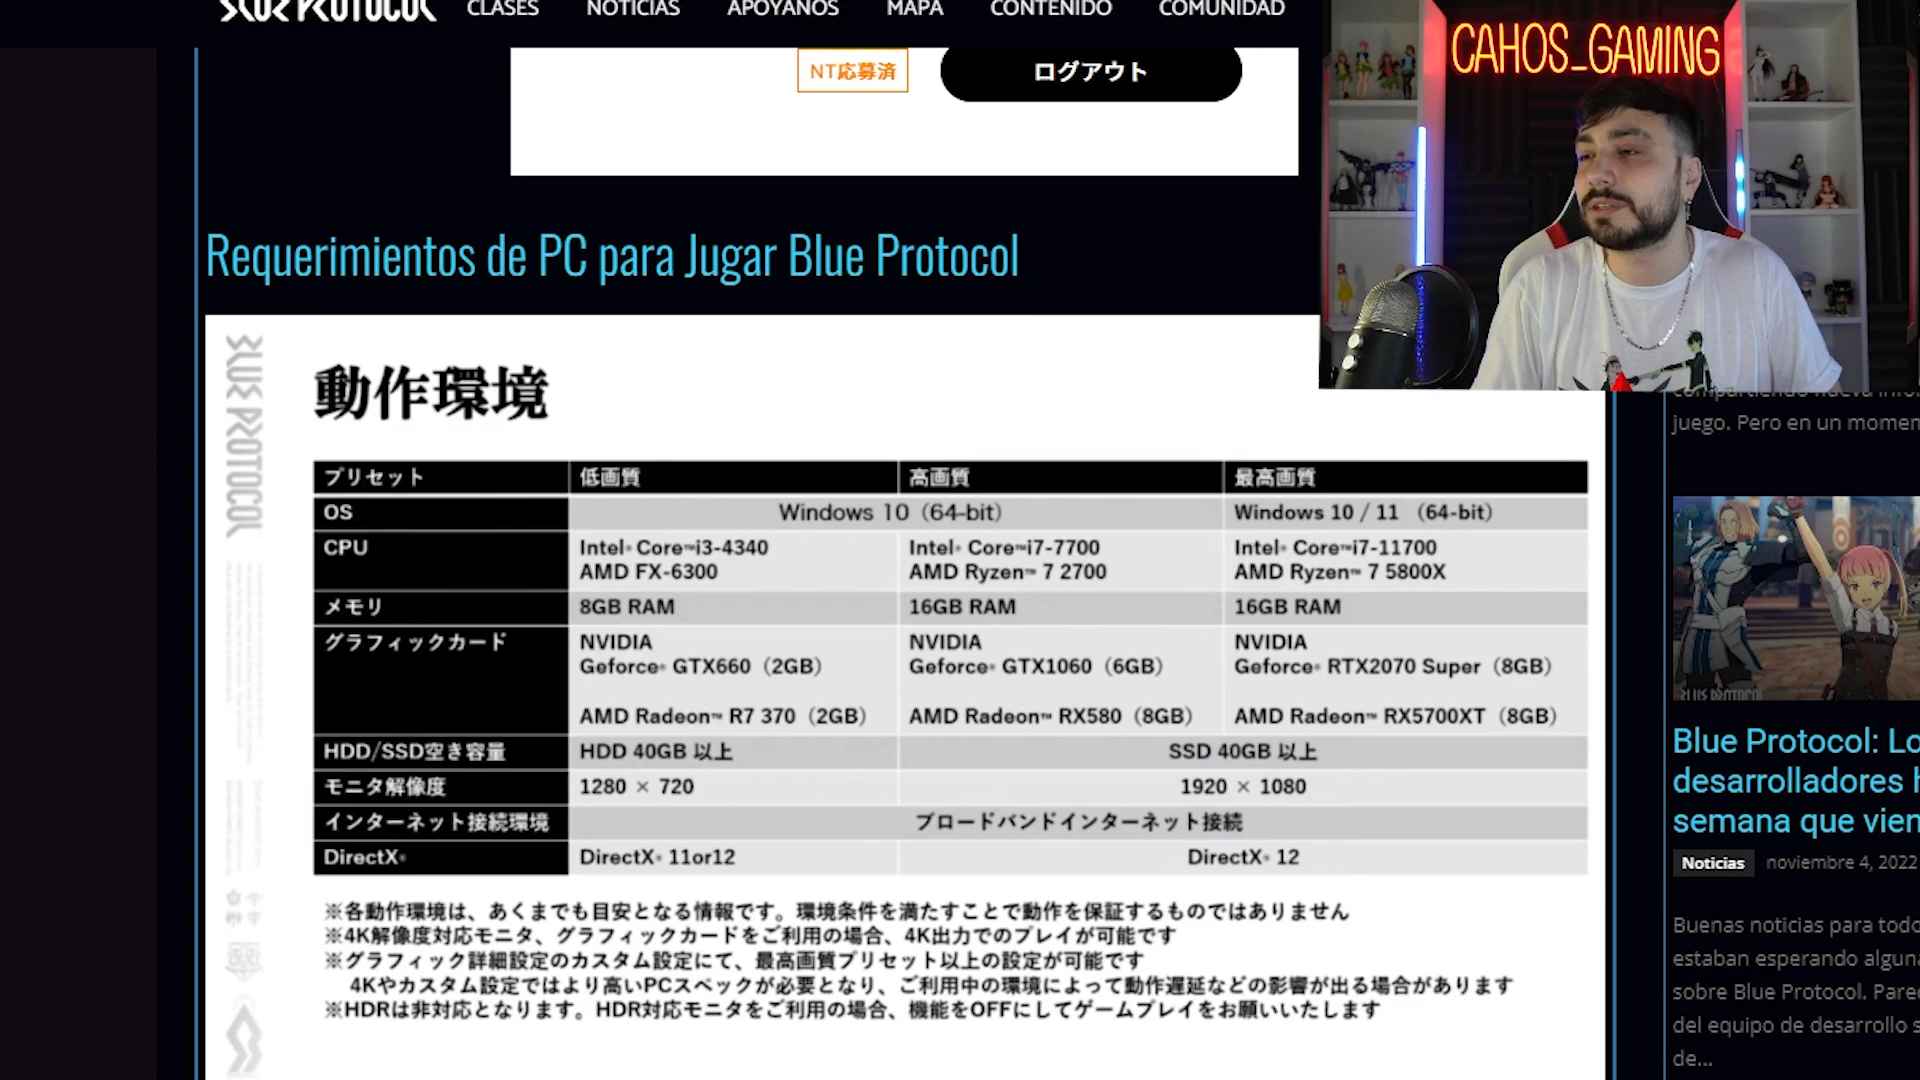 BLUE PROTOCOL
CLASES
NOTICIAS
APOYANOS
MAPA
CONTENIDO
COMUNIDAD
CAHOS_GAMING
NT応募済
ログアウト
Requerimientos de PC para Jugar Blue Protocol
BLUE PROTOCOL
動作環境
プリセット 低画質 高画質 最高画質
OS Windows 10（64-bit） Windows 10 / 11 （64-bit）
CPU Intel® Core™i3-4340 Intel® Core™i7-7700 Intel® Core™i7-11700
AMD FX-6300 AMD Ryzen™ 7 2700 AMD Ryzen™ 7 5800X
メモリ 8GB RAM 16GB RAM 16GB RAM
グラフィックカード NVIDIA NVIDIA NVIDIA
Geforce® GTX660（2GB） Geforce® GTX1060（6GB） Geforce® RTX2070 Super（8GB）
AMD Radeon™ R7 370（2GB） AMD Radeon™ RX580（8GB） AMD Radeon™ RX5700XT（8GB）
HDD/SSD空き容量 HDD 40GB 以上 SSD 40GB 以上
モニタ解像度 1280 × 720 1920 × 1080
インターネット接続環境 ブロードバンドインターネット接続
DirectX® DirectX® 11or12 DirectX® 12
※各動作環境は、あくまでも目安となる情報です。環境条件を満たすことで動作を保証するものではありません
※4K解像度対応モニタ、グラフィックカードをご利用の場合、4K出力でのプレイが可能です
※グラフィック詳細設定のカスタム設定にて、最高画質プリセット以上の設定が可能です
4Kやカスタム設定ではより高いPCスペックが必要となり、ご利用中の環境によって動作遅延などの影響が出る場合があります
※HDRは非対応となります。HDR対応モニタをご利用の場合、機能をOFFにしてゲームプレイをお願いいたします
juego. Pero en un momen
BLUE PROTOCOL
Blue Protocol: Lo
desarrolladores h
semana que vien
Noticias noviembre 4, 2022
Buenas noticias para todo
estaban esperando alguna
sobre Blue Protocol. Pare
del equipo de desarrollo s
de...